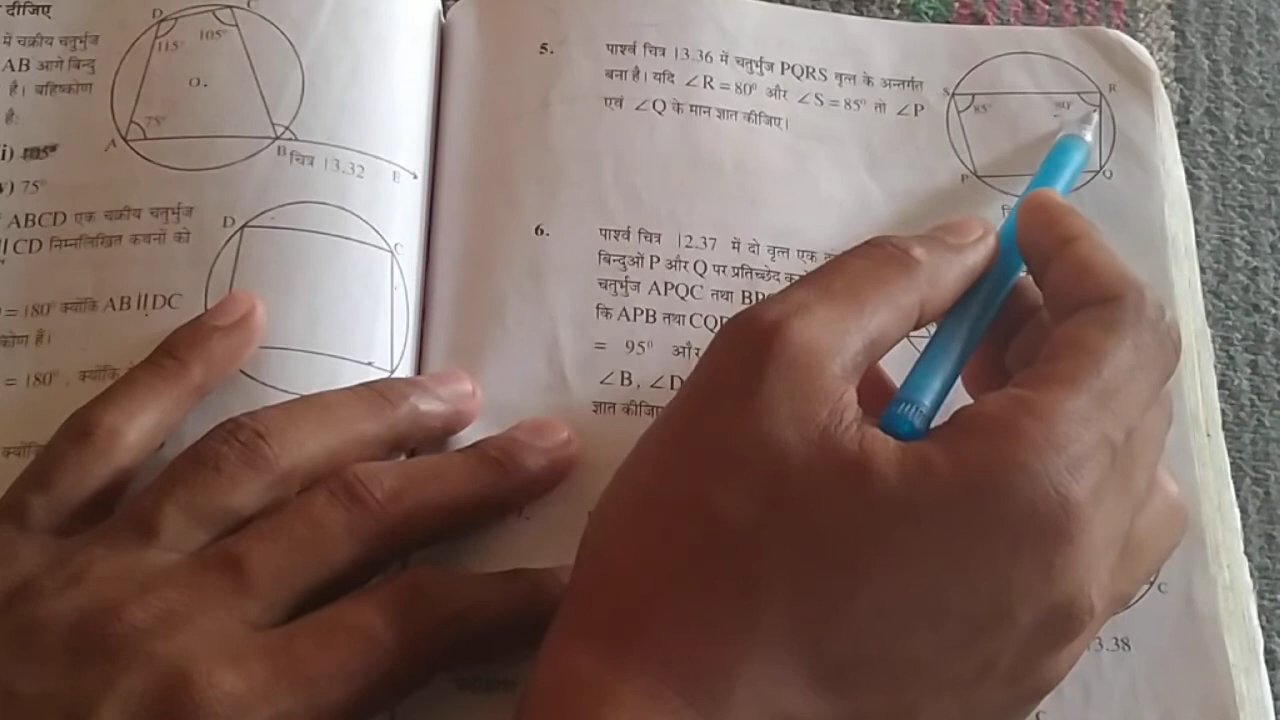 दीजिए
में चक्रीय चतुर्भुज
AB आगे बिन्दु
है। बहिष्कोण
है:
75°
ABCD एक चक्रीय चतुर्भुज
|| CD निम्नलिखित कथनों को
= 180° क्योंकि AB || DC
कोण हैं।
= 180°, क्योंकि
D
C
115°
105°
O.
75°
A
B
E
चित्र 13.32
D
C
5. पार्श्व चित्र 13.36 में चतुर्भुज PQRS वृत्त के अन्तर्गत
बना है। यदि ∠R = 80° और ∠S = 85° तो ∠P
एवं ∠Q के मान ज्ञात कीजिए।
S
R
85°
80°
P
Q
6. पार्श्व चित्र 12.37 में दो वृत्त एक
बिन्दुओं P और Q पर प्रतिच्छेद
चतुर्भुज APQC तथा
कि APB तथा
= 95° और
∠B, ∠D
ज्ञात कीजिए
C
3.38